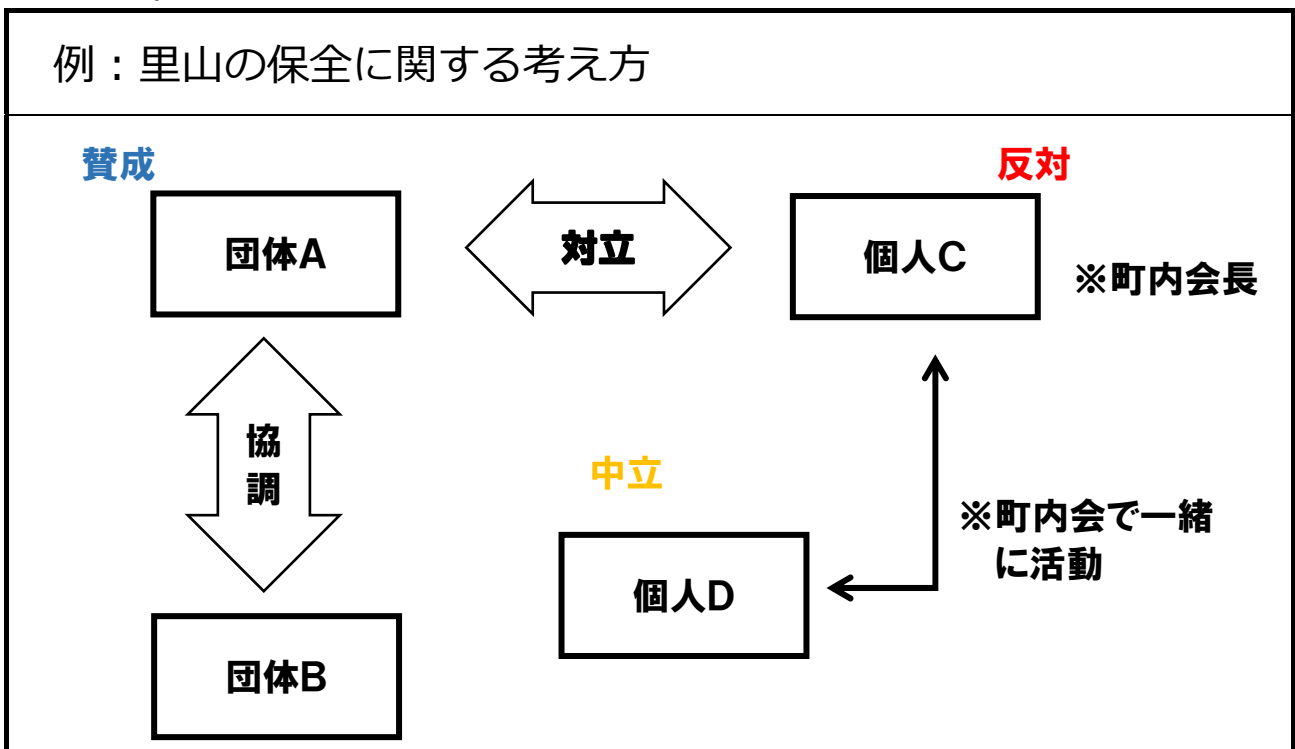 例：里山の保全に関する考え方
賛成
反対
団体A
対立
個人C
※町内会長
協
調
中立
※町内会で一緒
に活動
個人D
団体B